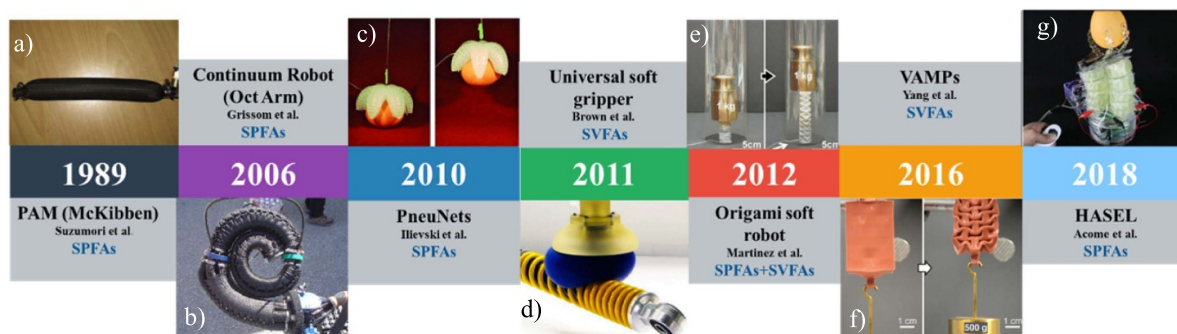 a)
1989
PAM (McKibben)
Suzumori et al.
SPFAs
Continuum Robot
(Oct Arm)
Grissom et al.
SPFAs
2006
b)
c)
2010
PneuNets
Ilievski et al.
SPFAs
Universal soft
gripper
Brown et al.
SVFAs
2011
d)
e)
1 kg
5cm
1 kg
5cm
2012
Origami soft
robot
Martinez et al.
SPFAs+SVFAs
VAMPs
Yang et al.
SVFAs
2016
f)
1 cm
500 g
1 cm
g)
2018
HASEL
Acome et al.
SPFAs